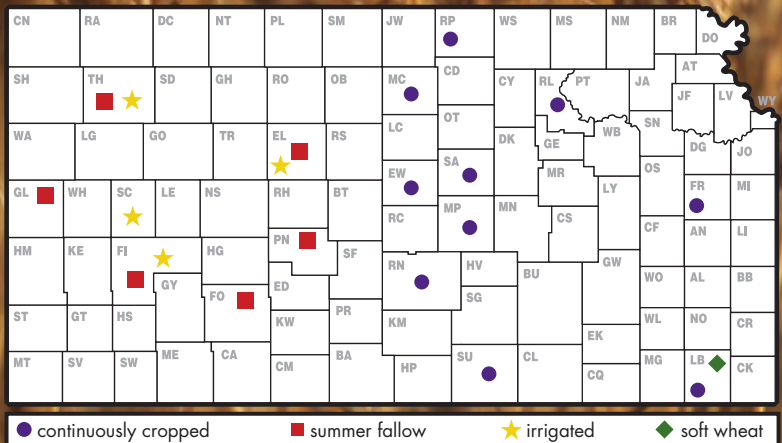 CN RA DC NT PL SM JW RP WS MS NM BR DO
SH TH SD GH RO OB MC CD CY RL PT JA AT JF LV WY
WA LG GO TR EL RS LC OT DK GE WB SN DG JO
GL WH SC LE NS RH BT EW SA MR LY OS FR MI
HM KE FI HG PN SF RC MP MN CS CF AN LI
GY FO ED RN HV BU GW WO AL BB
ST GT HS KW PR KM SG EK WL NO CR
MT SV SW ME CA CM BA HP SU CL CQ MG LB CK
continuously cropped summer fallow irrigated soft wheat